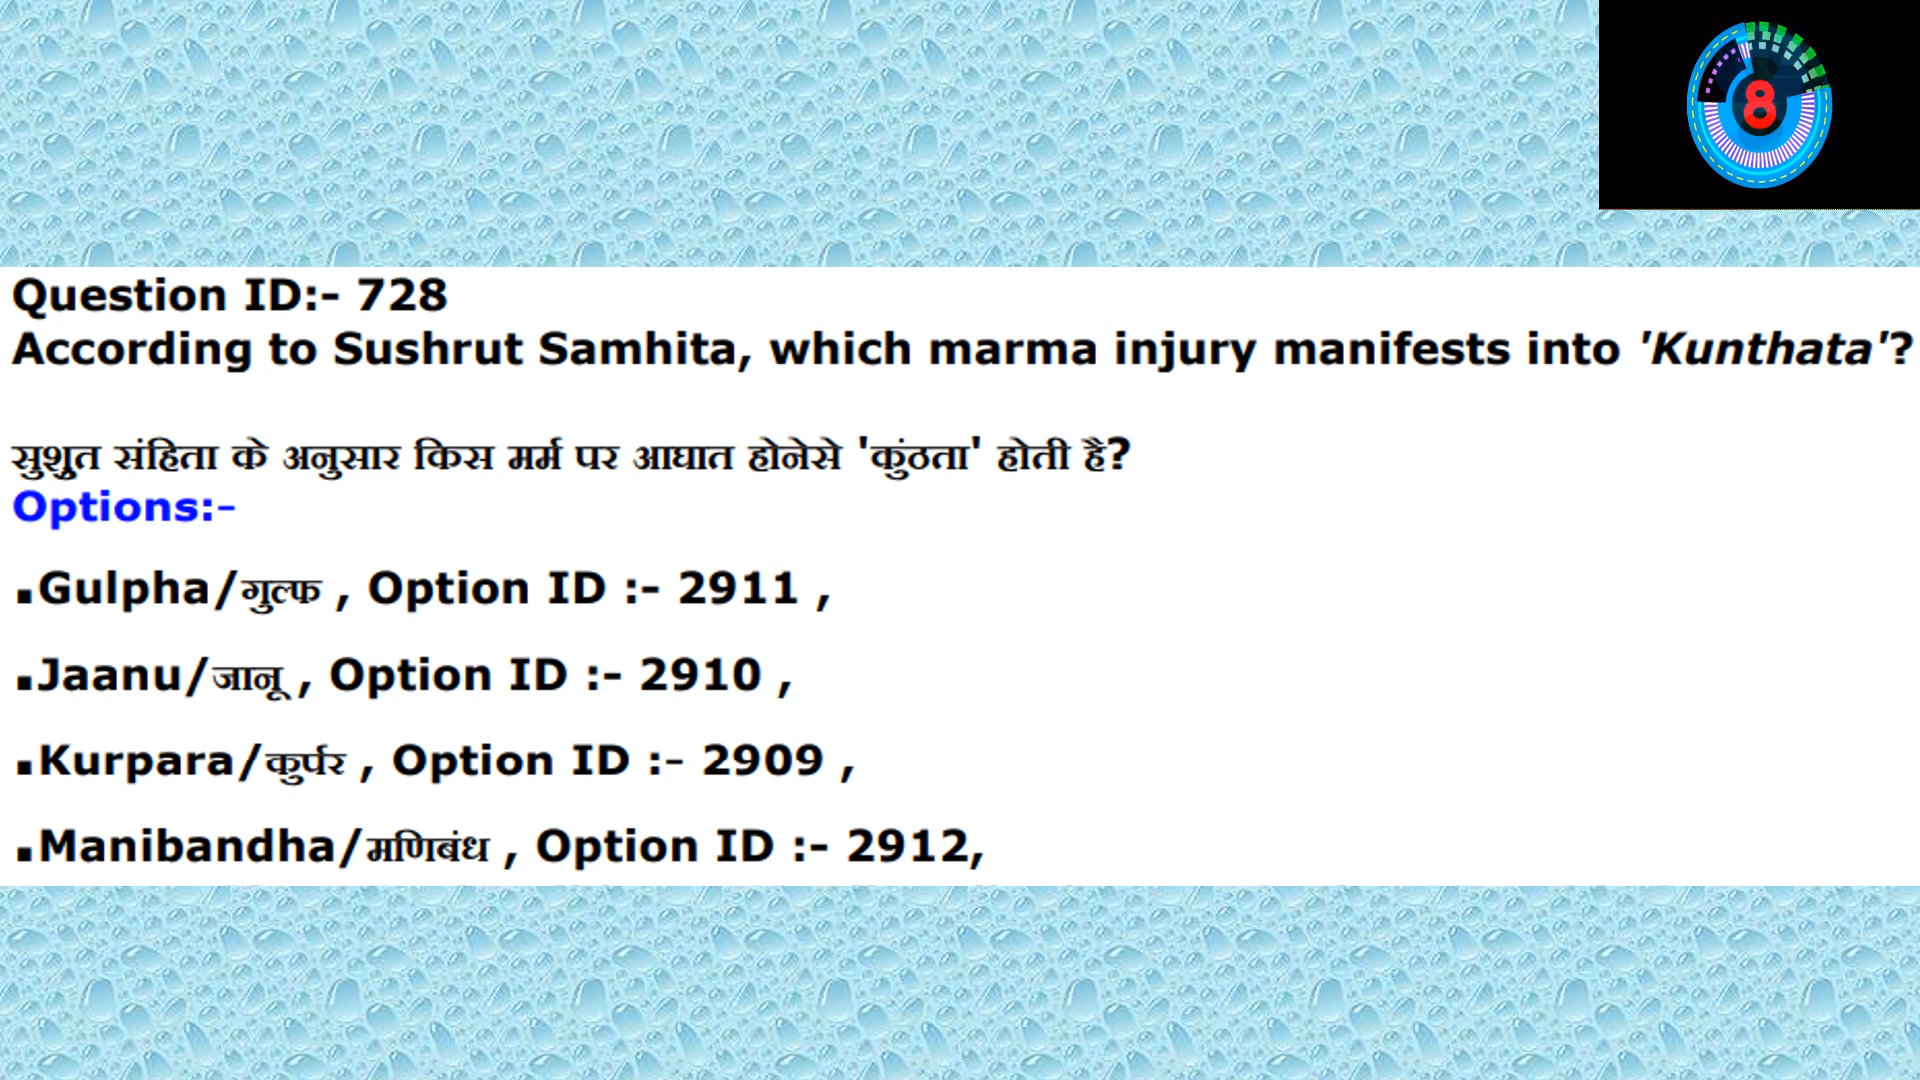 8
Question ID:- 728
According to Sushrut Samhita, which marma injury manifests into 'Kunthata'?
सुश्रुत संहिता के अनुसार किस मर्म पर आघात होनेसे 'कुंठता' होती है?
Options:-
▪Gulpha/गुल्फ , Option ID :- 2911 ,
▪Jaanu/जानू , Option ID :- 2910 ,
▪Kurpara/कुर्पर , Option ID :- 2909 ,
▪Manibandha/मणिबंध , Option ID :- 2912,